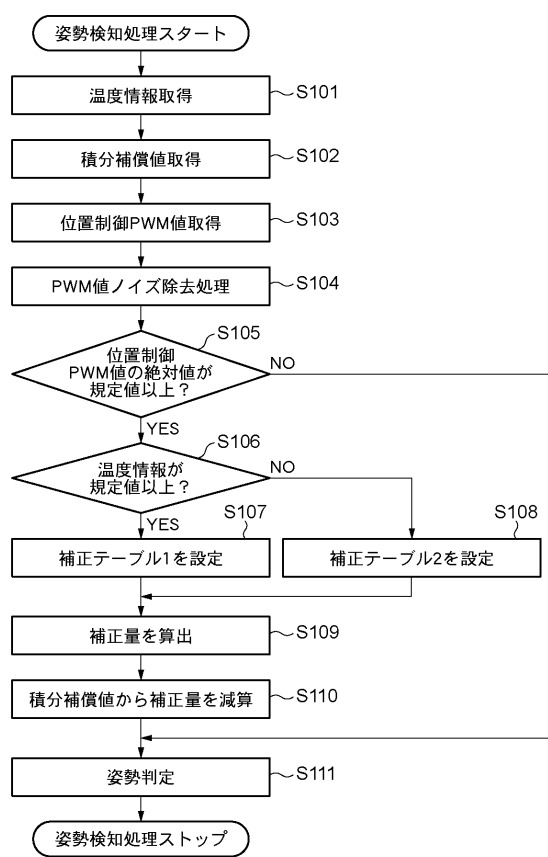 姿勢検知処理スタート
温度情報取得
S101
積分補償値取得
S102
位置制御PWM値取得
S103
PWM値ノイズ除去処理
S104
S105
位置制御
PWM値の絶対値が
規定値以上？
NO
YES
S106
温度情報が
規定値以上？
NO
YES
S107
補正テーブル1を設定
S108
補正テーブル2を設定
補正量を算出
S109
積分補償値から補正量を減算
S110
姿勢判定
S111
姿勢検知処理ストップ